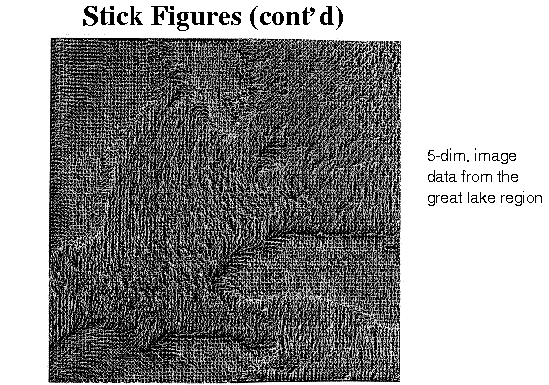 Stick Figures (cont'd)
5-dim. image
data from the
great lake region